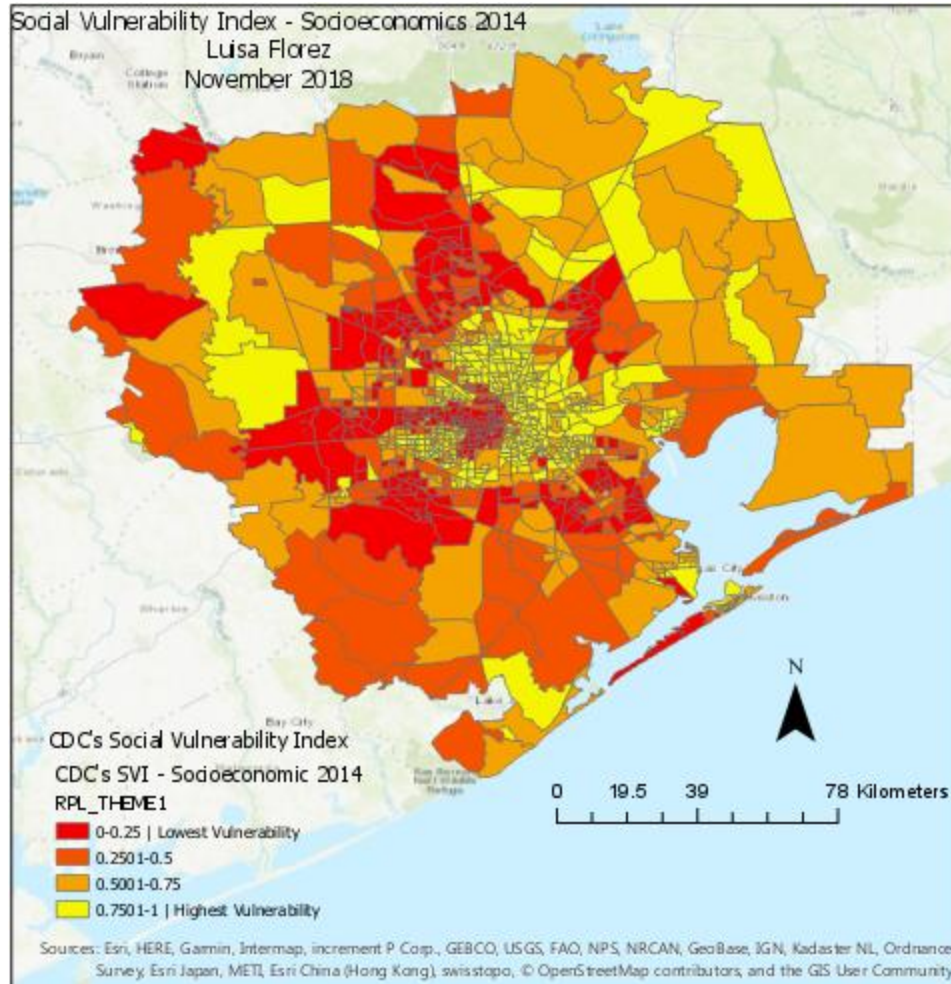 Social Vulnerability Index - Socioeconomics 2014
Luisa Florez
November 2018
Bryan
College
Station
Lake
N
Bay City
Lake
CDC's Social Vulnerability Index
CDC's SVI - Socioeconomic 2014
RPL_THEME1
0-0.25 | Lowest Vulnerability
0.2501-0.5
0.5001-0.75
0.7501-1 | Highest Vulnerability
0 19.5 39 78 Kilometers
Sources: Esri, HERE, Garmin, Intermap, increment P Corp., GEBCO, USGS, FAO, NPS, NRCAN, GeoBase, IGN, Kadaster NL, Ordnance
Survey, Esri Japan, METI, Esri China (Hong Kong), swisstopo, © OpenStreetMap contributors, and the GIS User Community